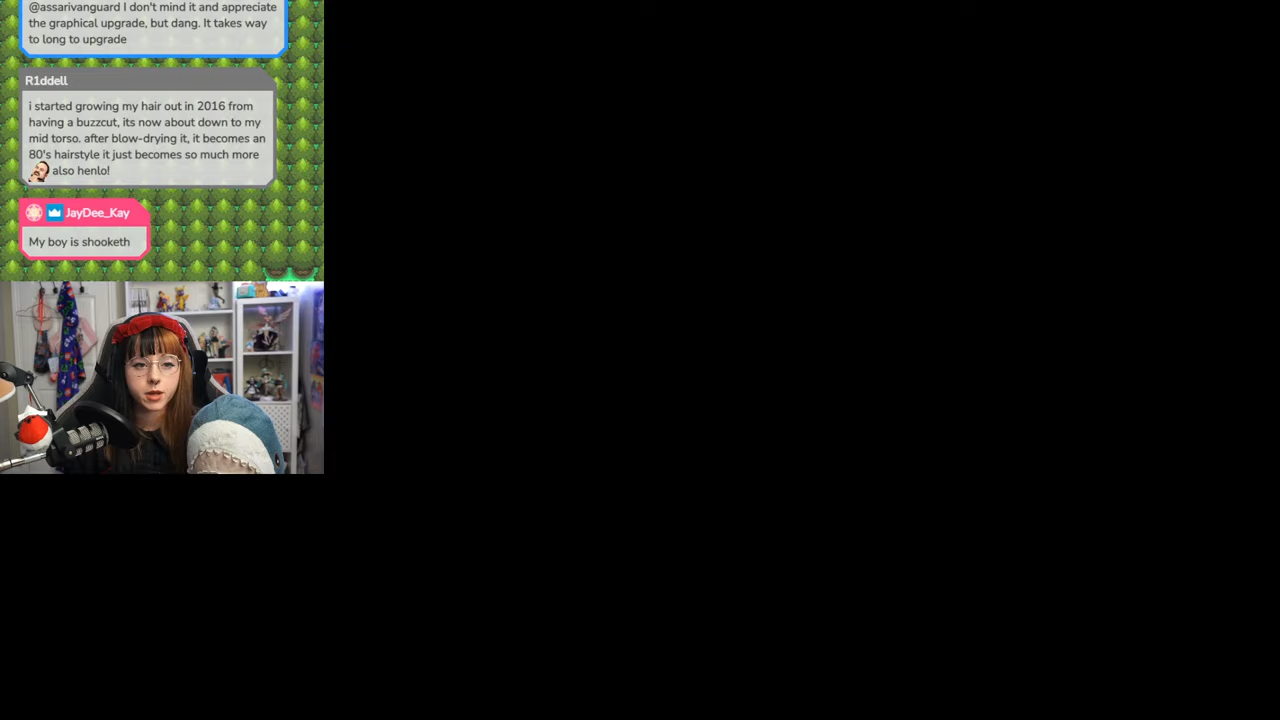 @assarivanguard I don't mind it and appreciate
the graphical upgrade, but dang. It takes way
to long to upgrade
R1ddell
i started growing my hair out in 2016 from
having a buzzcut, its now about down to my
mid torso. after blow-drying it, it becomes an
80's hairstyle it just becomes so much more
also henlo!
JayDee_Kay
My boy is shooketh